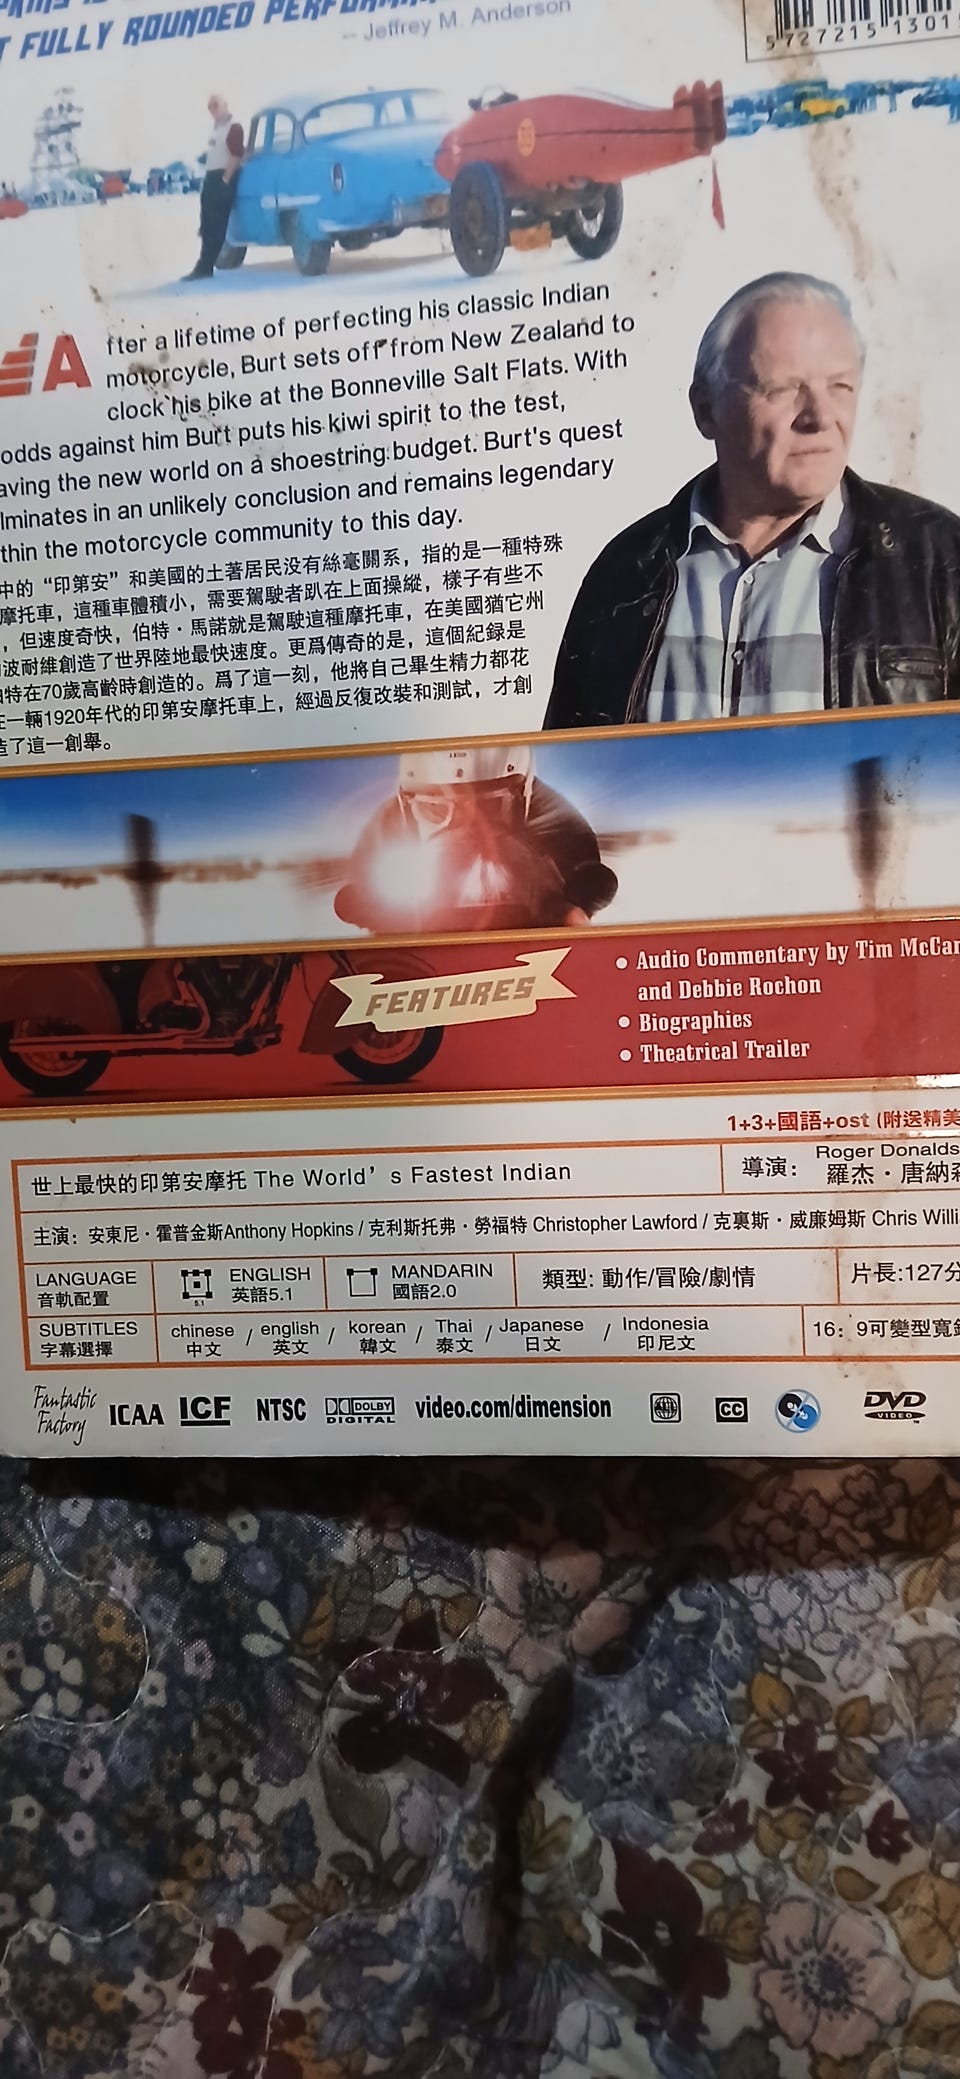 T FULLY ROUNDED
-- Jeffrey M. Anderson
5 727215 1301
After a lifetime of perfecting his classic Indian
motorcycle, Burt sets off from New Zealand to
clock his bike at the Bonneville Salt Flats. With
odds against him Burt puts his kiwi spirit to the test,
aving the new world on a shoestring budget. Burt's quest
lminates in an unlikely conclusion and remains legendary
thin the motorcycle community to this day.
中的“印第安”和美國的土著居民没有絲毫關系，指的是一種特殊
摩托車，這種車體積小，需要駕駛者趴在上面操縱，樣子有些不
，但速度奇快，伯特·馬諾就是駕駛這種摩托車，在美國猶它州
波耐維創造了世界陸地最快速度。更爲傳奇的是，這個紀録是
特在70歲高齡時創造的。爲了這一刻，他將自己畢生精力都花
一輛1920年代的印第安摩托車上，經過反復改裝和測試，才創
造了這一創舉。
FEATURES
• Audio Commentary by Tim McCar
and Debbie Rochon
• Biographies
• Theatrical Trailer
1+3+國語+ost (附送精美
世上最快的印第安摩托 The World's Fastest Indian
導演: Roger Donalds
羅杰·唐納森
主演: 安東尼·霍普金斯Anthony Hopkins / 克利斯托弗·勞福特 Christopher Lawford / 克裏斯·威廉姆斯 Chris Willi
LANGUAGE
音軌配置
5.1
ENGLISH
英語5.1
MANDARIN
國語2.0
類型: 動作/冒險/劇情
片長:127分
SUBTITLES
字幕選擇
chinese / english / korean / Thai / Japanese / Indonesia
中文 英文 韓文 泰文 日文 印尼文
16: 9可變型寬
Fantastic
Factory
ICAA ICF NTSC DOLBY DIGITAL video.com/dimension CC DVD VIDEO